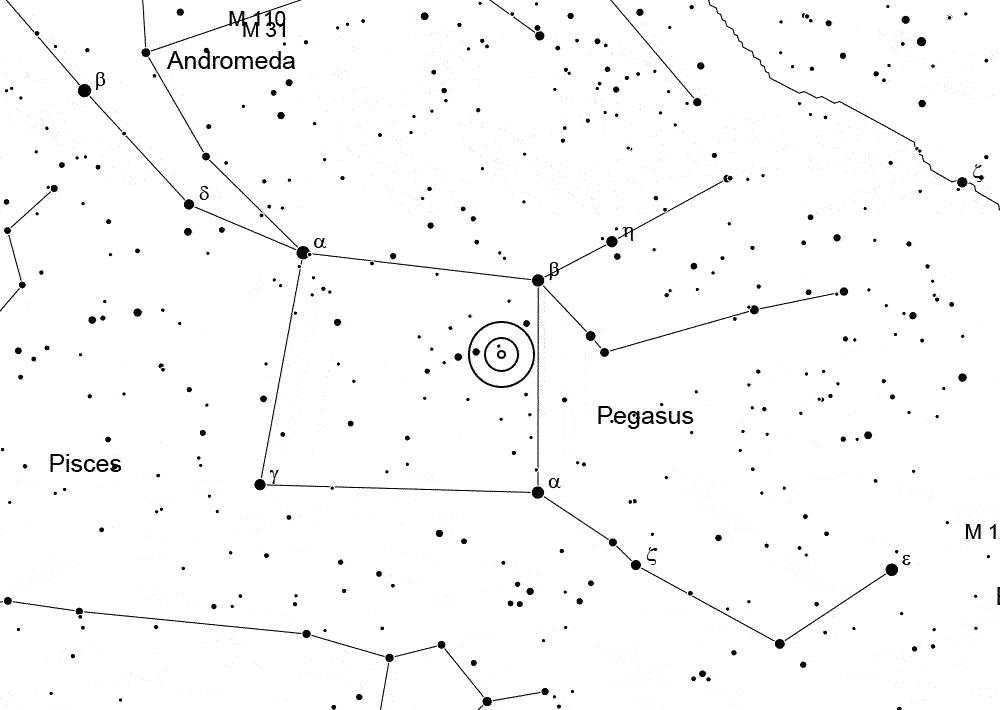 M 110
M 31
Andromeda
β
δ
α
ζ
η
β
Pegasus
Pisces
γ
α
M 1
ζ
ε